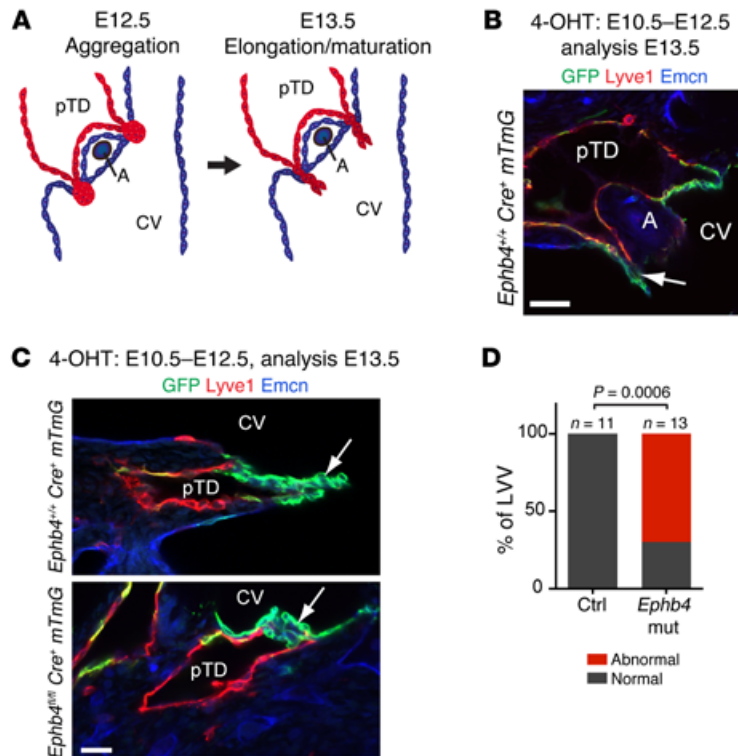 A
E12.5
Aggregation
E13.5
Elongation/maturation
pTD
A
CV
pTD
A
CV
B
4-OHT: E10.5–E12.5
analysis E13.5
GFP Lyve1 Emcn
Ephb4+/+ Cre+ mTmG
pTD
A
CV
C
4-OHT: E10.5–E12.5, analysis E13.5
GFP Lyve1 Emcn
Ephb4+/+ Cre+ mTmG
CV
pTD
Ephb4fl/fl Cre+ mTmG
CV
pTD
D
P = 0.0006
n = 11
n = 13
% of LVV
100
50
0
Ctrl
Ephb4
mut
Abnormal
Normal